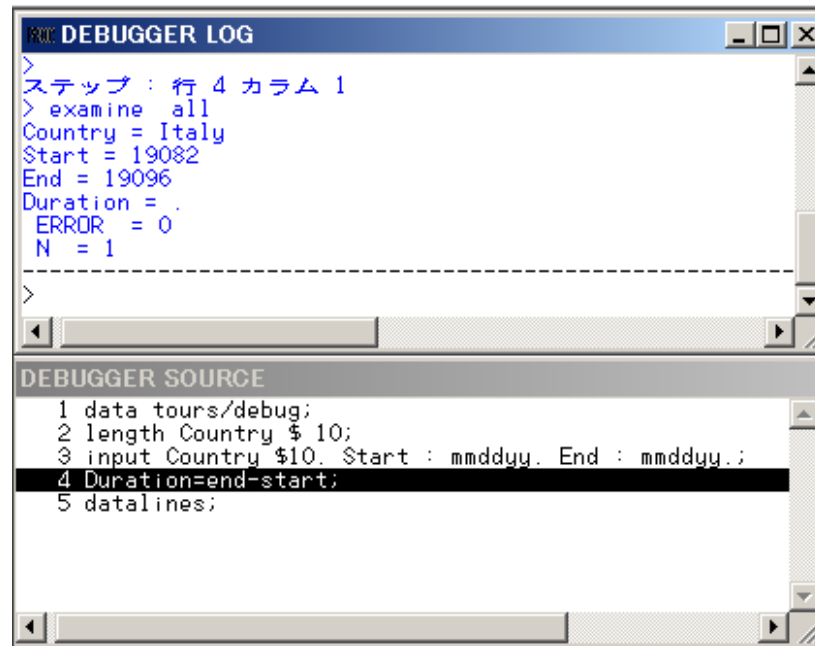 DEBUGGER LOG
>
ステップ : 行 4 カラム 1
> examine all
Country = Italy
Start = 19082
End = 19096
Duration = .
ERROR = 0
N = 1
>
DEBUGGER SOURCE
1 data tours/debug;
2 length Country $ 10;
3 input Country $10. Start : mmddyy. End : mmddyy.;
4 Duration=end-start;
5 datalines;